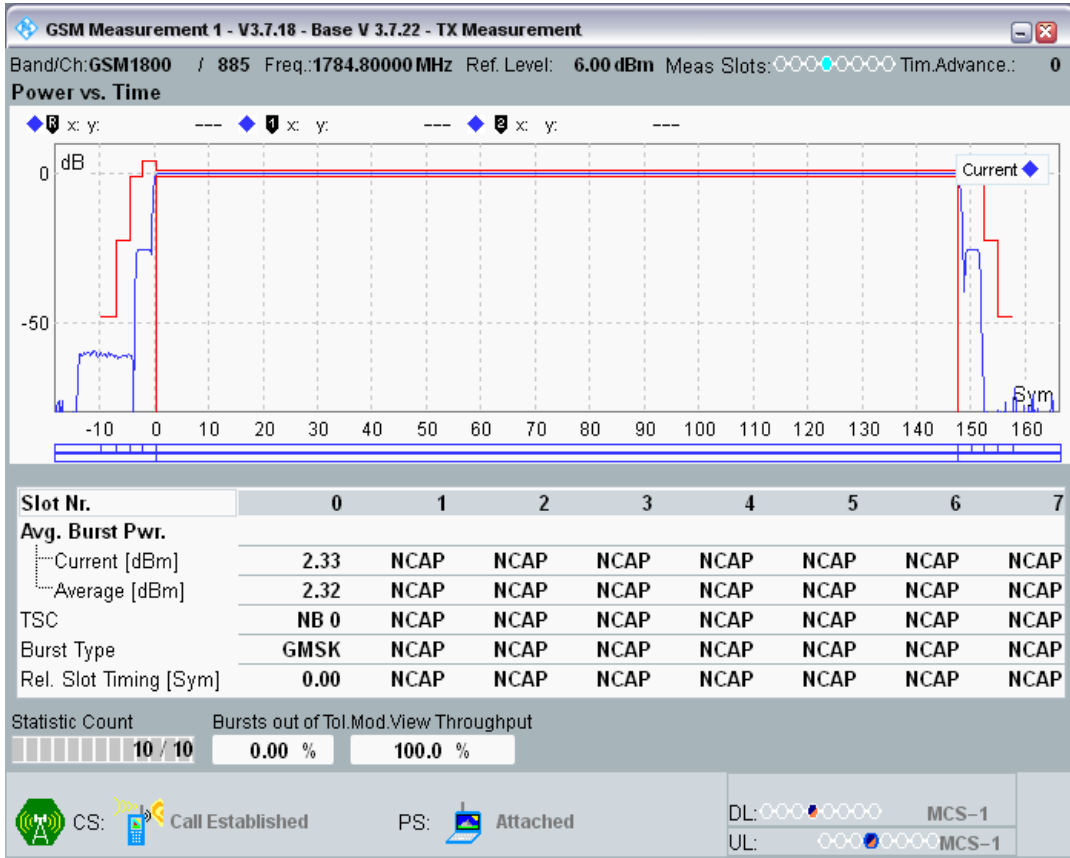 GSM Measurement 1 - V3.7.18 - Base V 3.7.22 - TX Measurement
Band/Ch:GSM1800 / 885 Freq.:1784.80000 MHz Ref. Level: 6.00 dBm Meas Slots: Tim.Advance.: 0
Power vs. Time
R x: y: --- 1 x: y: --- 2 x: y: ---
dB
0
Current
-50
Sym
-10 0 10 20 30 40 50 60 70 80 90 100 110 120 130 140 150 160
Slot Nr. 0 1 2 3 4 5 6 7
Avg. Burst Pwr.
Current [dBm] 2.33 NCAP NCAP NCAP NCAP NCAP NCAP NCAP
Average [dBm] 2.32 NCAP NCAP NCAP NCAP NCAP NCAP NCAP
TSC NB 0 NCAP NCAP NCAP NCAP NCAP NCAP NCAP
Burst Type GMSK NCAP NCAP NCAP NCAP NCAP NCAP NCAP
Rel. Slot Timing [Sym] 0.00 NCAP NCAP NCAP NCAP NCAP NCAP NCAP
Statistic Count Bursts out of Tol.Mod.View Throughput
10 / 10 0.00 % 100.0 %
CS: Call Established PS: Attached
DL: MCS-1
UL: MCS-1